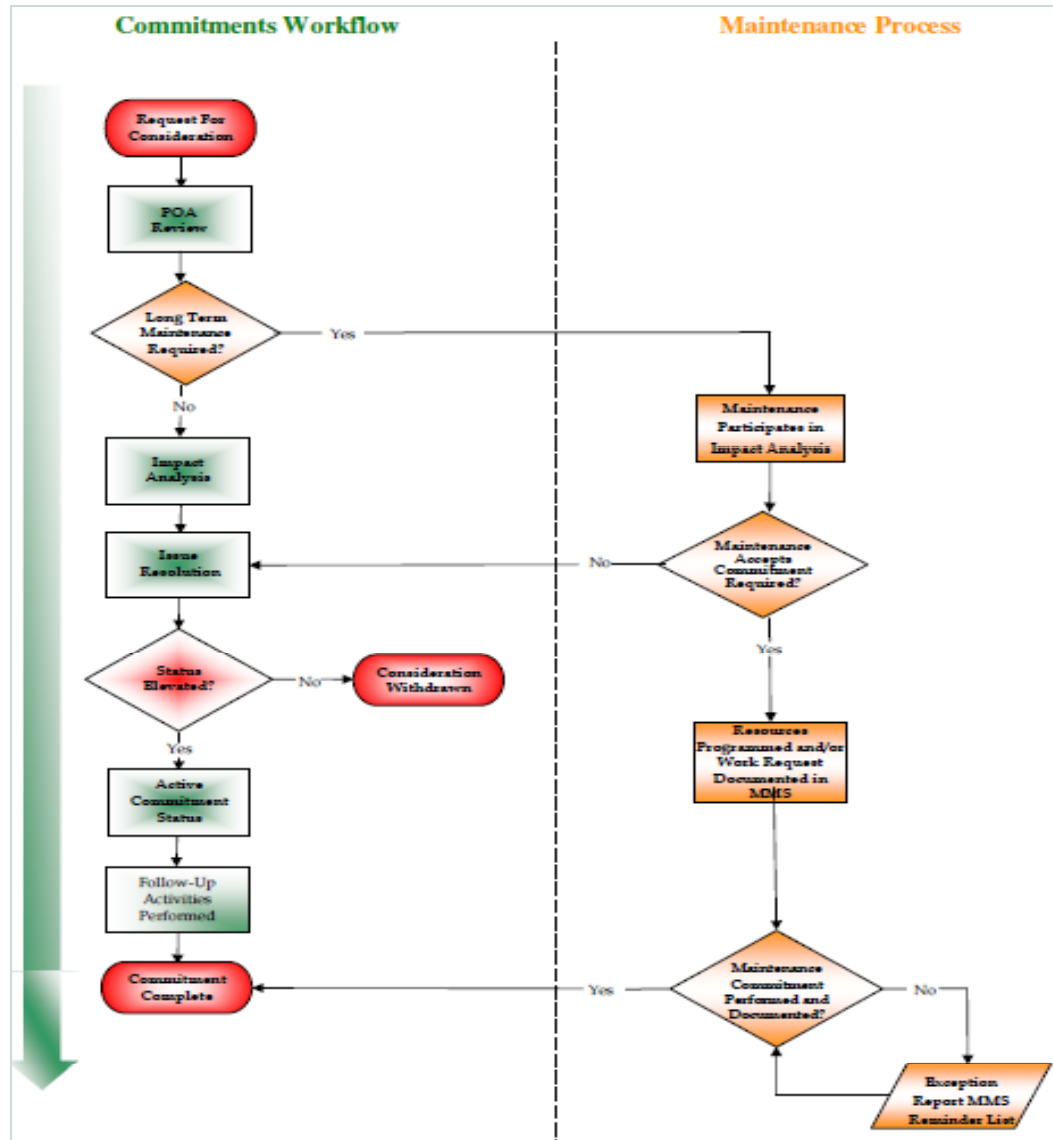 Commitments Workflow
Maintenance Process
Request For
Consideration
POA
Review
Long Term
Maintenance
Required?
Yes
No
Maintenance
Participates in
Impact Analysis
Impact
Analysis
Issue
Resolution
No
Maintenance
Accepts
Commitment
Required?
Yes
Status
Elevated?
No
Consideration
Withdrawn
Yes
Resources
Programmed and/or
Work Request
Documented in
MMS
Active
Commitment
Status
Follow-Up
Activities
Performed
Commitment
Complete
Yes
Maintenance
Commitment
Performed and
Documented?
No
Exception
Report MMS
Reminder List